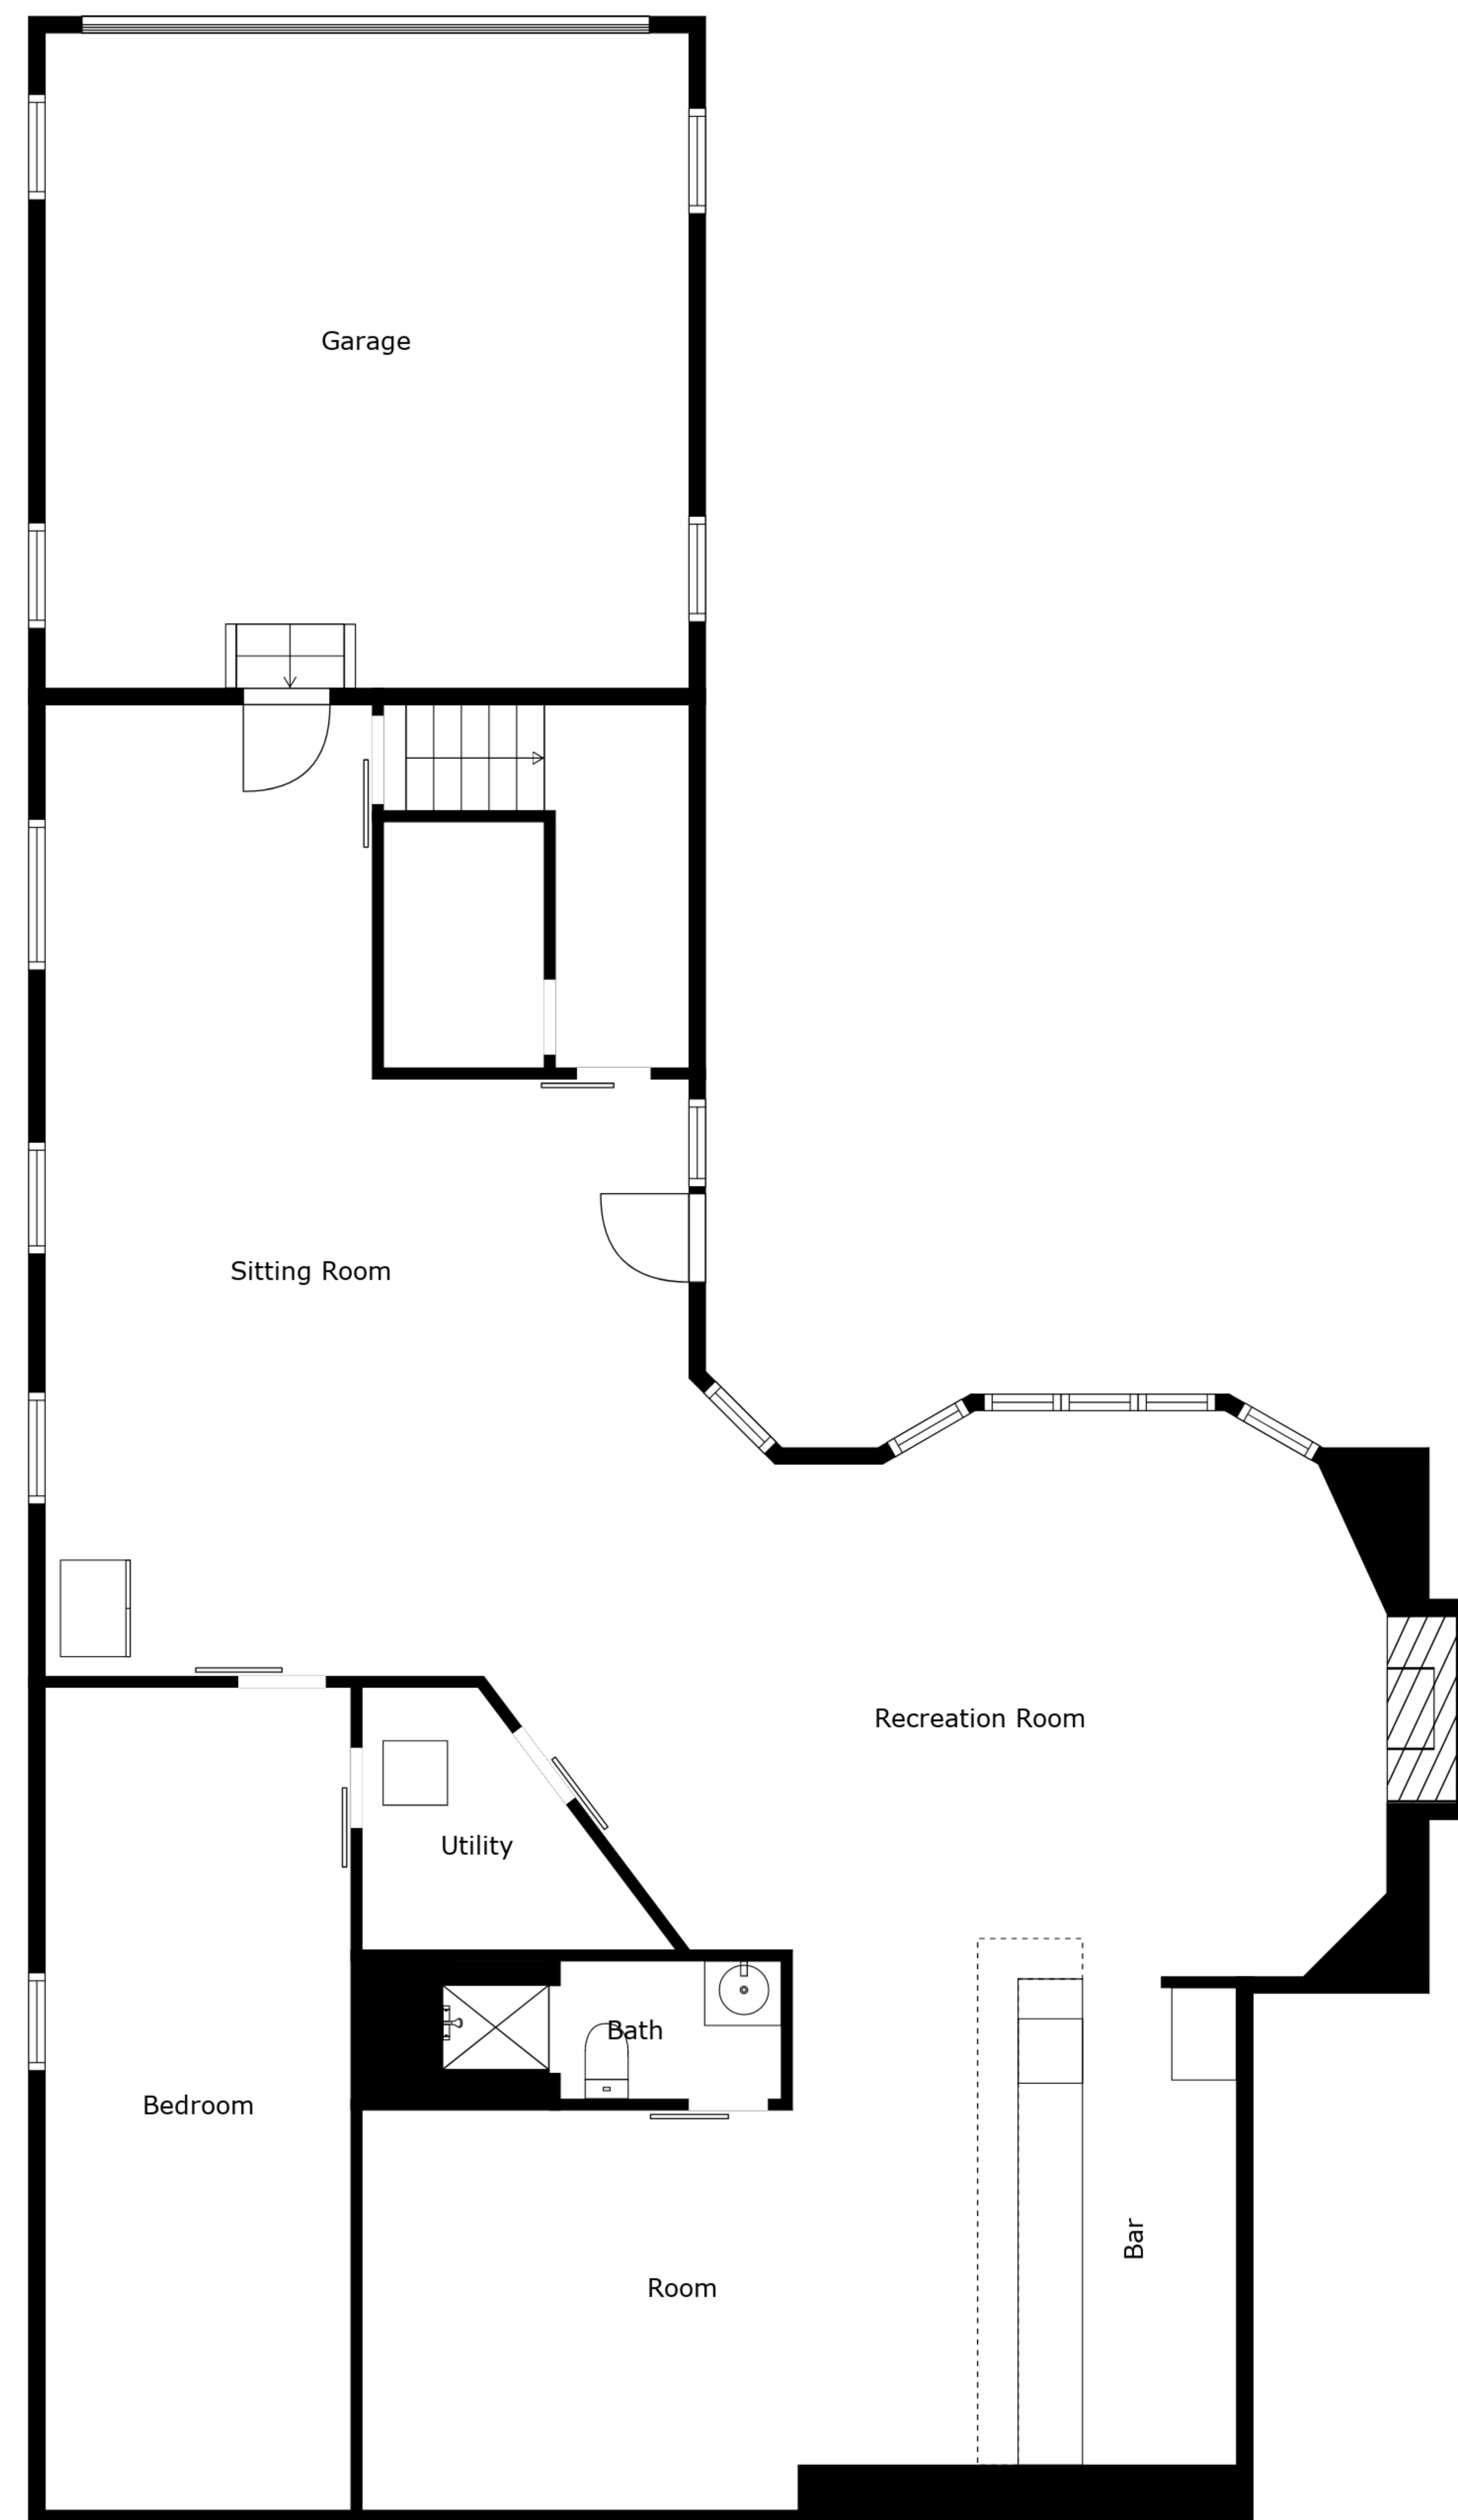 Garage
Sitting Room
Recreation Room
Utility
Bath
Bedroom
Bar
Room